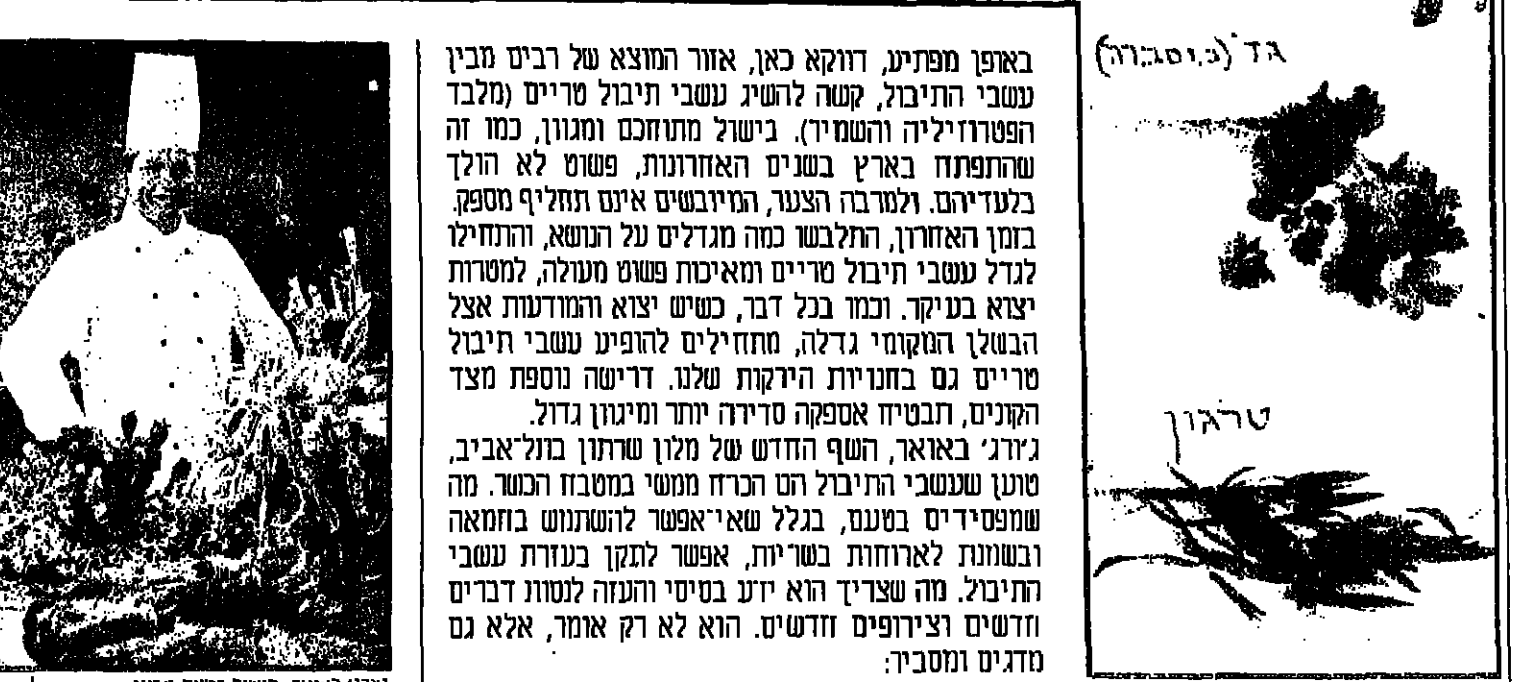 באופן מפתיע, דווקא כאן, אזור המוצא של רבים מבין
עשבי התיבול, קשה להשיג עשבי תיבול טריים (מלבד
הפטרוזיליה והשמיר). בישול מתוחכם ומגוון, כמו זה
שהתפתח בארץ בשנים האחרונות, פשוט לא הולך
בלעדיהם. ולמרבה הצער, המיובשים אינם תחליף מספק.
בזמן האחרון, התלבשו כמה מגדלים על הנושא, והתחילו
לגדל עשבי תיבול טריים ומאיכות פשוט מעולה, למטרות
יצוא בעיקר. וכמו בכל דבר, כשיש יצוא והמודעות אצל
הבשלן המקומי גדלה, מתחילים להופיע עשבי תיבול
טריים גם בחנויות הירקות שלנו. דרישה נוספת מצד
הקונים, תבטיח אספקה סדירה יותר ומיגוון גדול.
ג'ורג' באואר, השף החדש של מלון שרתון בתל־אביב,
טוען שעשבי התיבול הם הכרח ממשי במטבח הכשר. מה
שמפסידים בטעם, בגלל שאי־אפשר להשתמש בחמאה
ובשמנת לארוחות בשריות, אפשר לתקן בעזרת עשבי
התיבול. מה שצריך הוא ידע בסיסי והעזה לנסות דברים
חדשים וצירופים חדשים. הוא לא רק אומר, אלא גם
מדגים ומסביר:
גד (כוסברה)
טרגון